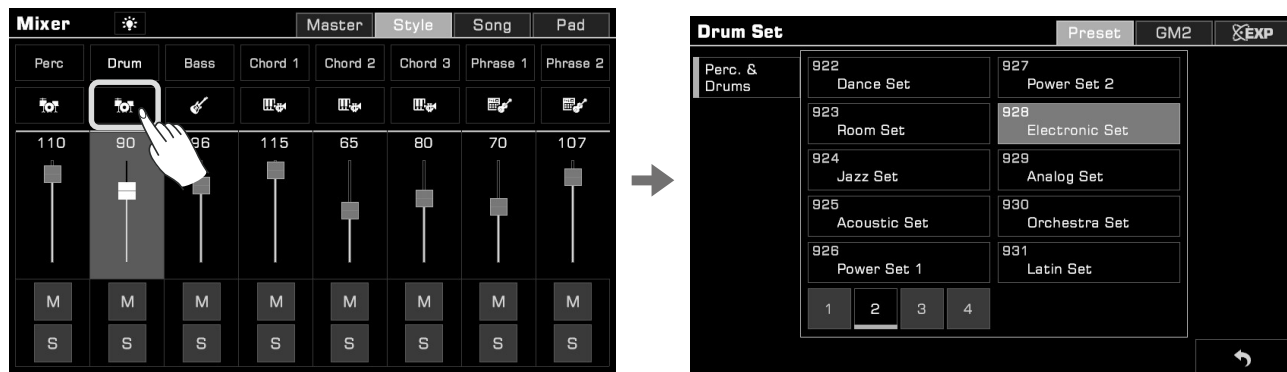 Mixer Master Style Song Pad
Perc Drum Bass Chord 1 Chord 2 Chord 3 Phrase 1 Phrase 2
110 90 96 115 65 80 70 107
M M M M M M M M
S S S S S S S S
Drum Set Preset GM2 EXP
Perc. &
Drums
922
Dance Set
923
Room Set
924
Jazz Set
925
Acoustic Set
926
Power Set 1
927
Power Set 2
928
Electronic Set
929
Analog Set
930
Orchestra Set
931
Latin Set
1 2 3 4